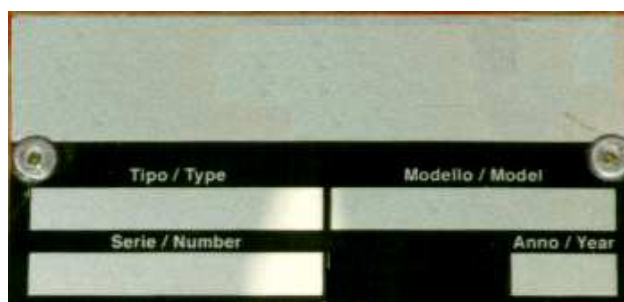 Tipo / Type
Modello / Model
Serie / Number
Anno / Year